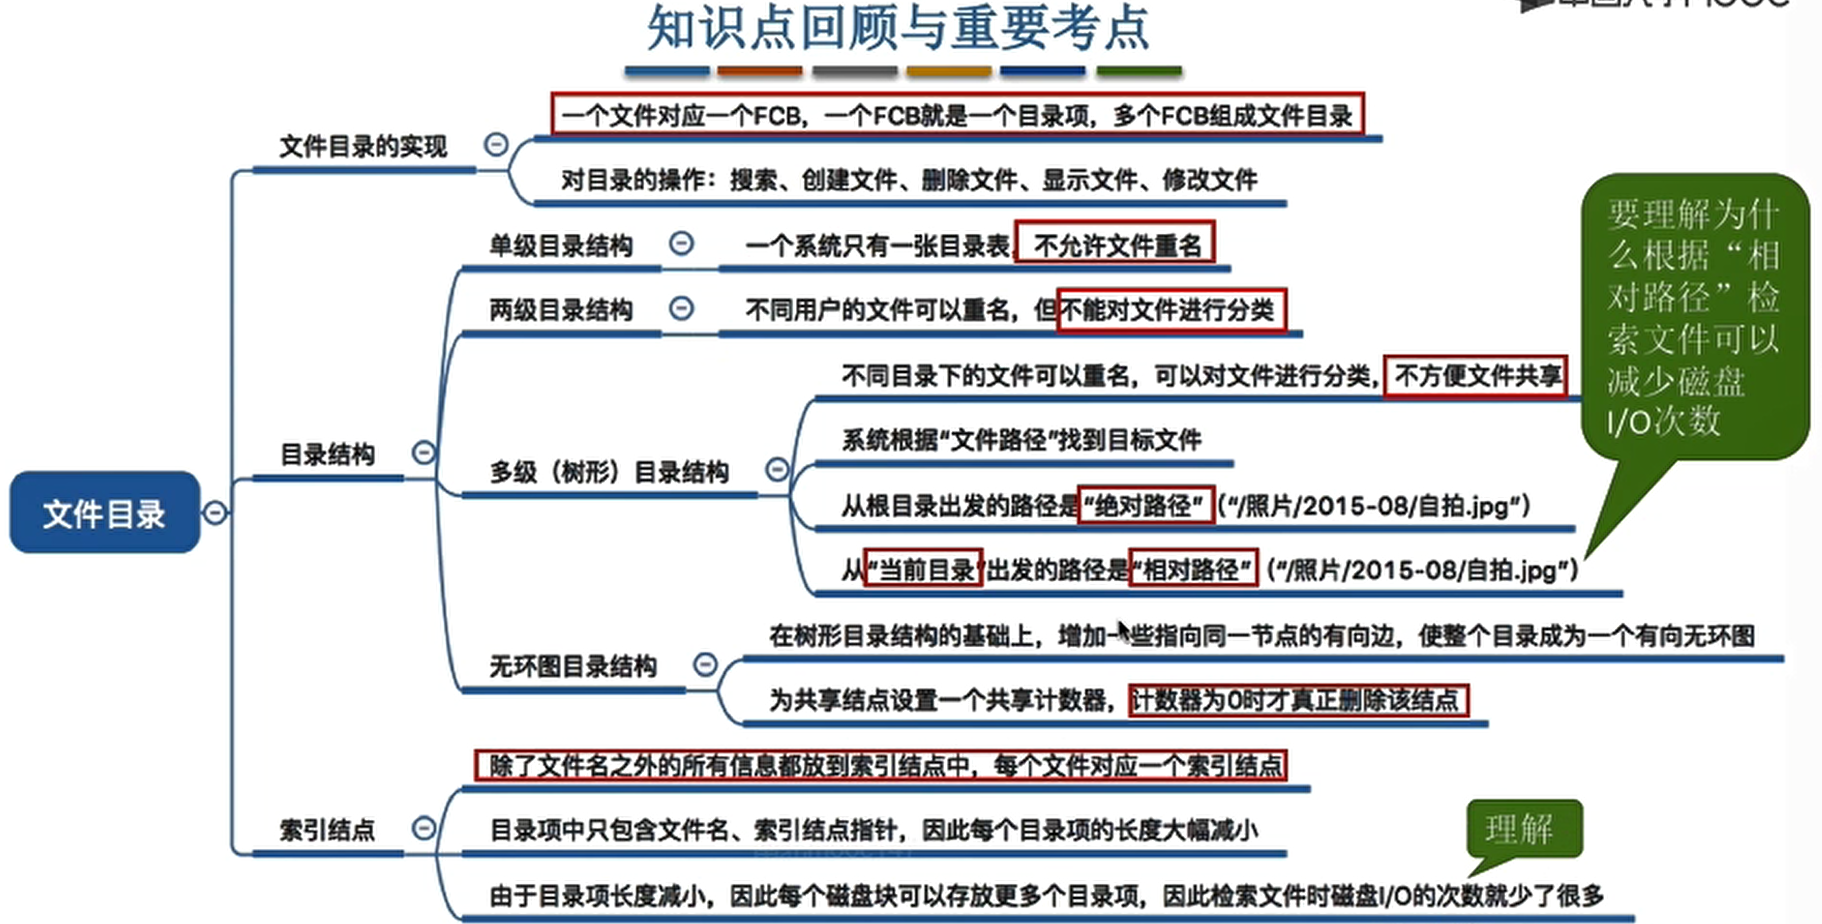 知识点回顾与重要考点
一个文件对应一个FCB，一个FCB就是一个目录项，多个FCB组成文件目录
文件目录的实现
对目录的操作：搜索、创建文件、删除文件、显示文件、修改文件
单级目录结构
一个系统只有一张目录表，不允许文件重名
两级目录结构
不同用户的文件可以重名，但不能对文件进行分类
不同目录下的文件可以重名，可以对文件进行分类，不方便文件共享
系统根据“文件路径”找到目标文件
目录结构
多级（树形）目录结构
从根目录出发的路径是“绝对路径”（“/照片/2015-08/自拍.jpg”）
从“当前目录”出发的路径是“相对路径”（“/照片/2015-08/自拍.jpg”）
要理解为什
么根据“相
对路径”检
索文件可以
减少磁盘
I/O次数
文件目录
在树形目录结构的基础上，增加一些指向同一节点的有向边，使整个目录成为一个有向无环图
无环图目录结构
为共享结点设置一个共享计数器，计数器为0时才真正删除该结点
除了文件名之外的所有信息都放到索引结点中，每个文件对应一个索引结点
索引结点
目录项中只包含文件名、索引结点指针，因此每个目录项的长度大幅减小
理解
由于目录项长度减小，因此每个磁盘块可以存放更多个目录项，因此检索文件时磁盘I/O的次数就少了很多